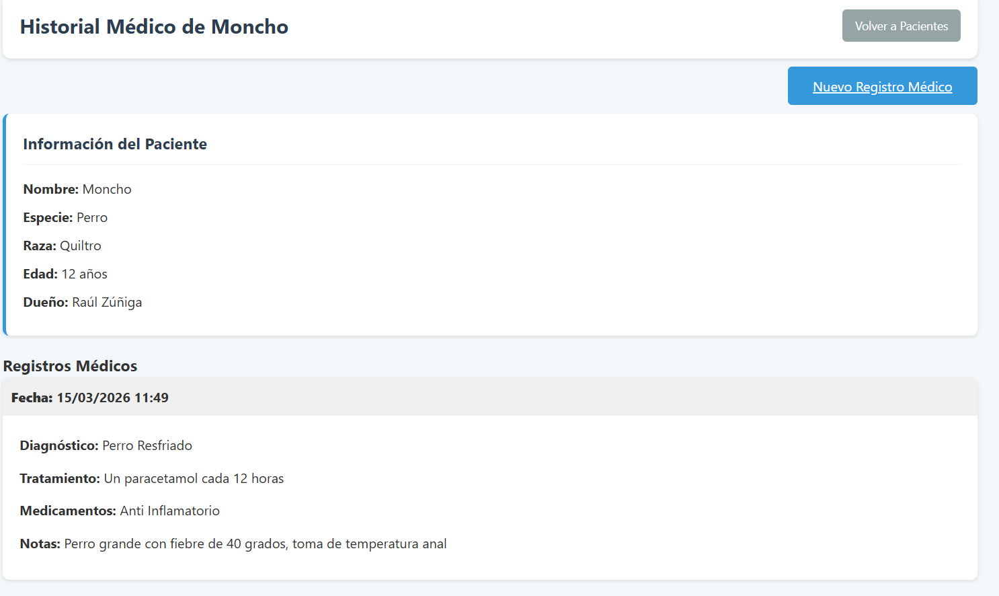 Historial Médico de Moncho
Volver a Pacientes
Nuevo Registro Médico
Información del Paciente
Nombre: Moncho
Especie: Perro
Raza: Quiltro
Edad: 12 años
Dueño: Raúl Zúñiga
Registros Médicos
Fecha: 15/03/2026 11:49
Diagnóstico: Perro Resfriado
Tratamiento: Un paracetamol cada 12 horas
Medicamentos: Anti Inflamatorio
Notas: Perro grande con fiebre de 40 grados, toma de temperatura anal